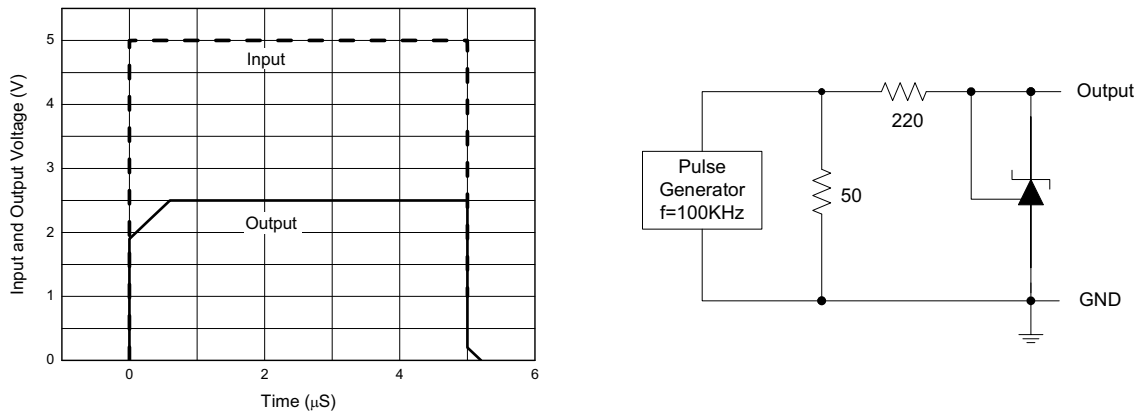 Input and Output Voltage (V)
5
4
3
2
1
0
Input
Output
0
2
4
6
Time (μS)
Pulse
Generator
f=100KHz
50
220
Output
GND